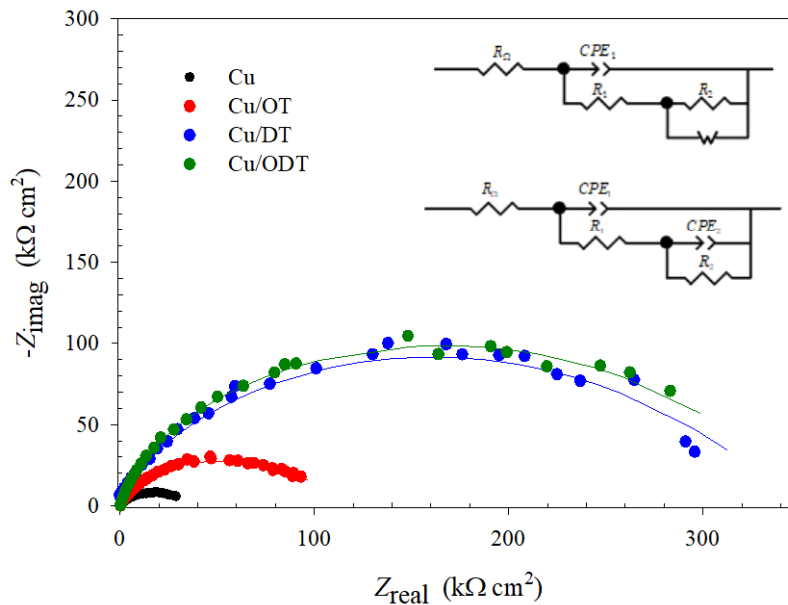 300
250
200
150
100
50
0
-Zimag (kΩ cm²)
Cu
Cu/OT
Cu/DT
Cu/ODT
RΩ
CPE₁
R₁
R₂
RΩ
CPE₁
R₁
CPE₂
R₂
0 100 200 300
Zreal (kΩ cm²)